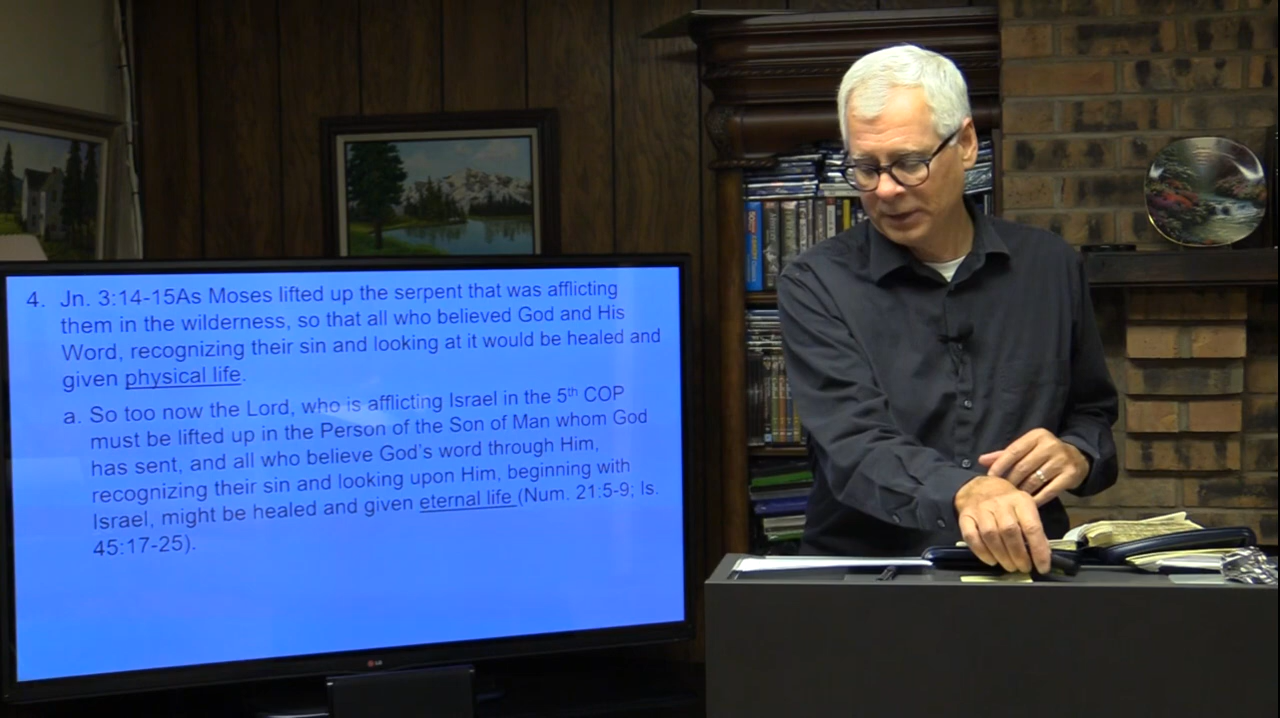 4. Jn. 3:14-15As Moses lifted up the serpent that was afflicting
them in the wilderness, so that all who believed God and His
Word, recognizing their sin and looking at it would be healed and
given physical life.
a. So too now the Lord, who is afflicting Israel in the 5th COP
must be lifted up in the Person of the Son of Man whom God
has sent, and all who believe God's word through Him,
recognizing their sin and looking upon Him, beginning with
Israel, might be healed and given eternal life (Num. 21:5-9; Is.
45:17-25).
LG